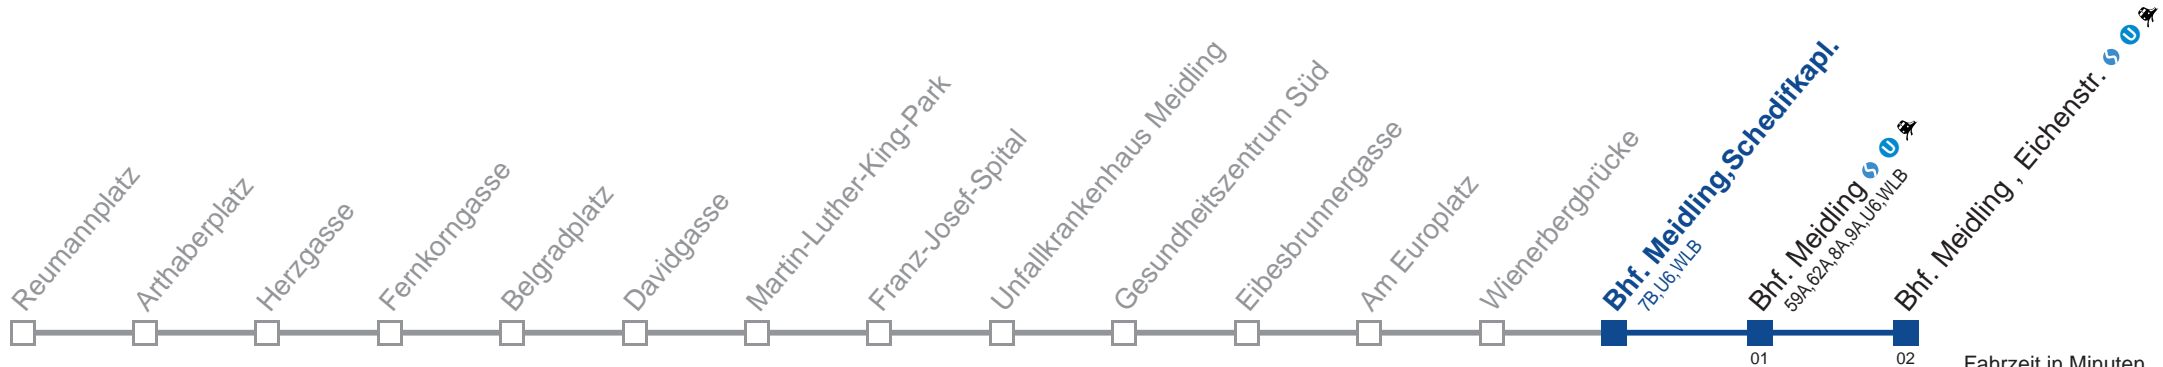 Reumannplatz
Arthaberplatz
Herzgasse
Fernkorngasse
Belgradplatz
Davidgasse
Martin-Luther-King-Park
Franz-Josef-Spital
Unfallkrankenhaus Meidling
Gesundheitszentrum Süd
Eibesbrunnergasse
Am Europlatz
Wienerbergbrücke
Bhf. Meidling,Schedifkapl.
7B,U6,WLB
Bhf. Meidling S U
59A,62A,8A,9A,U6,WLB
Bhf. Meidling , Eichenstr. S U
01
02
Fahrzeit in Minuten